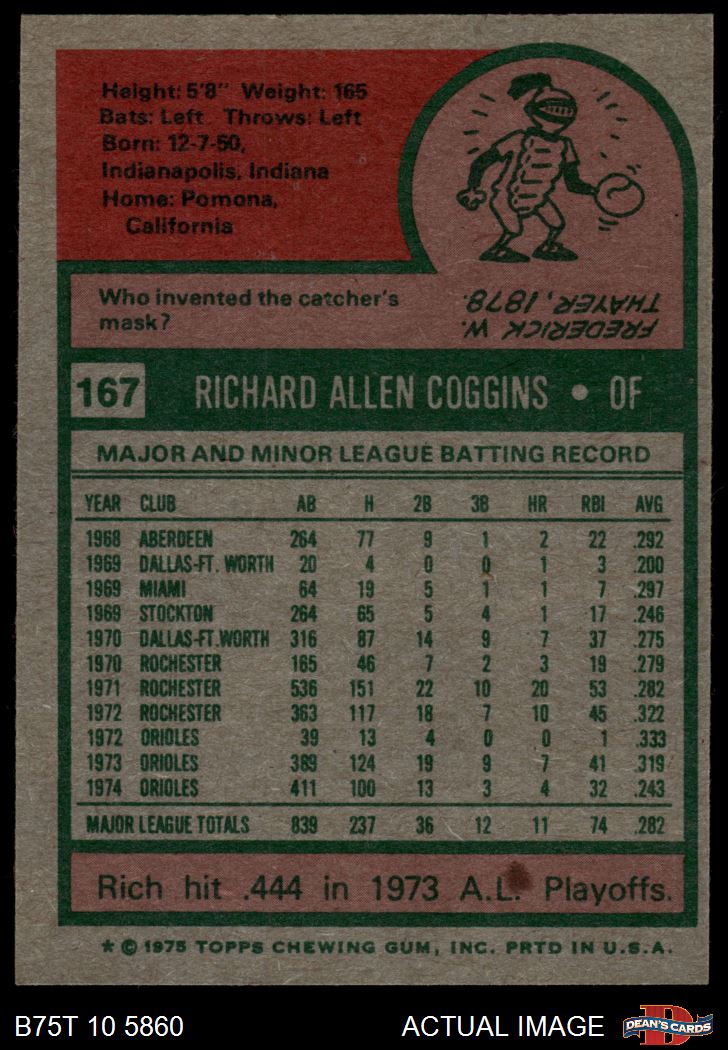 Height: 5'8" Weight: 165
Bats: Left Throws: Left
Born: 12-7-50,
Indianapolis, Indiana
Home: Pomona,
California
Who invented the catcher's
mask?
FREDERICK W.
THAYER, 1878.
167 RICHARD ALLEN COGGINS • OF
MAJOR AND MINOR LEAGUE BATTING RECORD
YEAR CLUB AB H 2B 3B HR RBI AVG
1968 ABERDEEN 264 77 9 1 2 22 .292
1969 DALLAS-FT. WORTH 20 4 0 0 1 3 .200
1969 MIAMI 64 19 5 1 1 7 .297
1969 STOCKTON 264 65 5 4 1 17 .246
1970 DALLAS-FT.WORTH 316 87 14 9 7 37 .275
1970 ROCHESTER 165 46 7 2 3 19 .279
1971 ROCHESTER 536 151 22 10 20 53 .282
1972 ROCHESTER 363 117 18 7 10 45 .322
1972 ORIOLES 39 13 4 0 0 1 .333
1973 ORIOLES 389 124 19 9 7 41 .319
1974 ORIOLES 411 100 13 3 4 32 .243
MAJOR LEAGUE TOTALS 839 237 36 12 11 74 .282
Rich hit .444 in 1973 A.L. Playoffs.
* © 1975 TOPPS CHEWING GUM, INC. PRTD IN U.S.A.
B75T 10 5860 ACTUAL IMAGE D DEAN'S CARDS